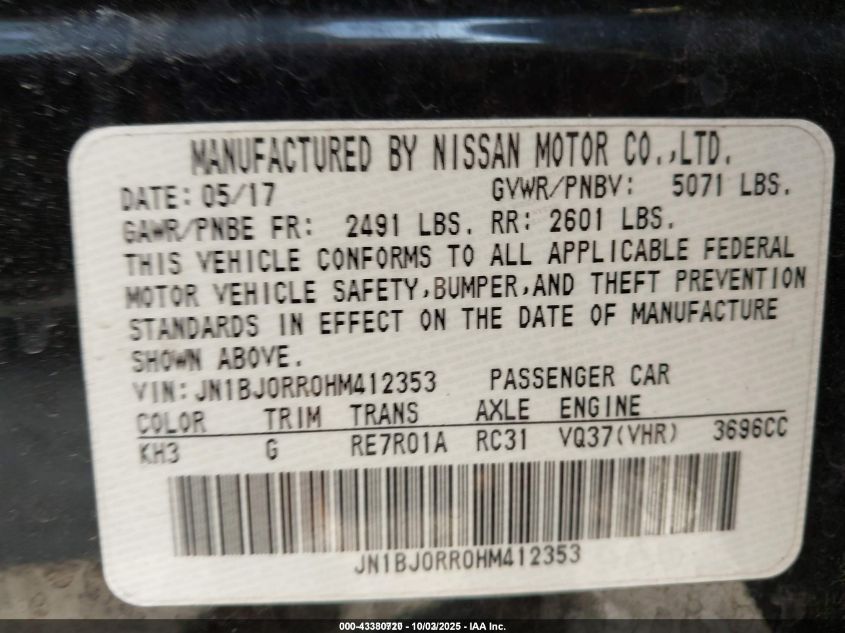 MANUFACTURED BY NISSAN MOTOR CO.,LTD.
DATE: 05/17 GVWR/PNBV: 5071 LBS.
GAWR/PNBE FR: 2491 LBS. RR: 2601 LBS.
THIS VEHICLE CONFORMS TO ALL APPLICABLE FEDERAL
MOTOR VEHICLE SAFETY,BUMPER,AND THEFT PREVENTION
STANDARDS IN EFFECT ON THE DATE OF MANUFACTURE
SHOWN ABOVE.
VIN: JN1BJ0RR0HM412353 PASSENGER CAR
COLOR TRIM TRANS AXLE ENGINE
KH3 G RE7R01A RC31 VQ37(VHR) 3696CC
JN1BJ0RR0HM412353
- IAA Inc.